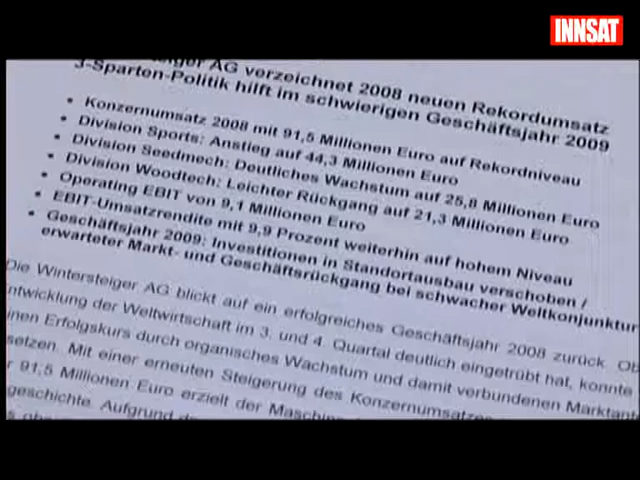 INNSAT
steiger AG verzeichnet 2008 neuen Rekordumsatz
3-Sparten-Politik hilft im schwierigen Geschäftsjahr 2009
• Konzernumsatz 2008 mit 91,5 Millionen Euro auf Rekordniveau
• Division Sports: Anstieg auf 44,3 Millionen Euro
• Division Seedmech: Deutliches Wachstum auf 25,8 Millionen Euro
• Division Woodtech: Leichter Rückgang auf 21,3 Millionen Euro
• Operating EBIT von 9,1 Millionen Euro
• EBIT-Umsatzrendite mit 9,9 Prozent weiterhin auf hohem Niveau
• Geschäftsjahr 2009: Investitionen in Standortausbau verschoben /
erwarteter Markt- und Geschäftsrückgang bei schwacher Weltkonjunktur
Die Wintersteiger AG blickt auf ein erfolgreiches Geschäftsjahr 2008 zurück. Ob
ntwicklung der Weltwirtschaft im 3. und 4. Quartal deutlich eingetrübt hat, konnte
inen Erfolgskurs durch organisches Wachstum und damit verbundenen Marktant
setzen. Mit einer erneuten Steigerung des Konzernumsatzes
r 91,5 Millionen Euro erzielt der Maschin
geschichte. Aufgrund